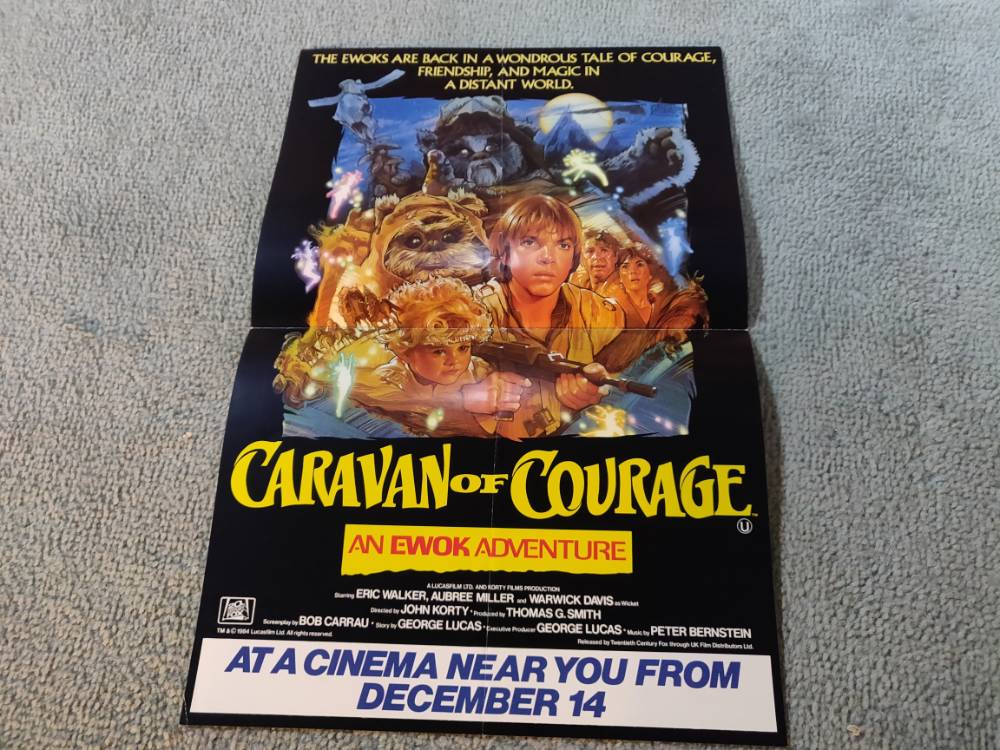 THE EWOKS ARE BACK IN A WONDROUS TALE OF COURAGE,
FRIENDSHIP, AND MAGIC IN
A DISTANT WORLD.
CARAVAN OF COURAGE ™
U
AN EWOK ADVENTURE
A LUCASFILM LTD. AND KORTY FILMS PRODUCTION
Starring ERIC WALKER, AUBREE MILLER and WARWICK DAVIS as Wicket
Directed by JOHN KORTY • Produced by THOMAS G. SMITH
Screenplay by BOB CARRAU • Story by GEORGE LUCAS • Executive Producer GEORGE LUCAS • Music by PETER BERNSTEIN
20th CENTURY FOX
TM & © 1984 Lucasfilm Ltd. All rights reserved.
Released by Twentieth Century Fox through UK Film Distributors Ltd.
AT A CINEMA NEAR YOU FROM
DECEMBER 14